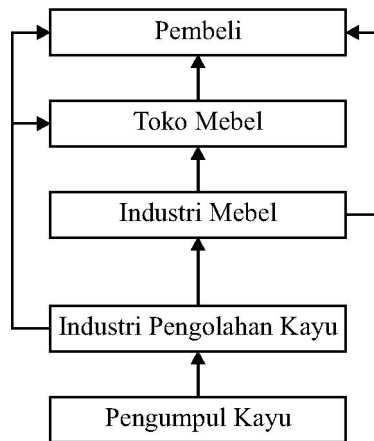 Pembeli
Toko Mebel
Industri Mebel
Industri Pengolahan Kayu
Pengumpul Kayu